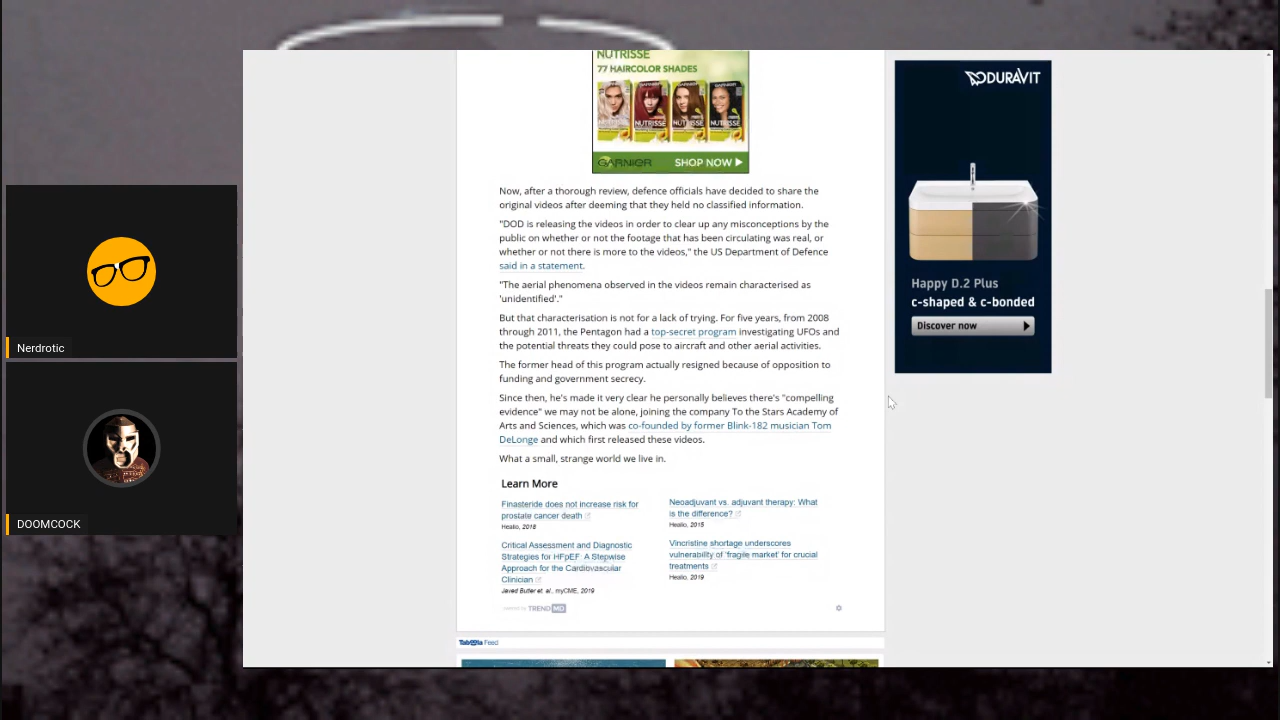 NUTRISSE
77 HAIRCOLOR SHADES
NUTRISSE NUTRISSE NUTRISSE NUTRISSE
GARNIER SHOP NOW
DURAVIT
Happy D.2 Plus
c-shaped & c-bonded
Discover now
Nerdrotic
DOOMCOCK
Now, after a thorough review, defence officials have decided to share the
original videos after deeming that they held no classified information.
"DOD is releasing the videos in order to clear up any misconceptions by the
public on whether or not the footage that has been circulating was real, or
whether or not there is more to the videos," the US Department of Defence
said in a statement.
"The aerial phenomena observed in the videos remain characterised as
'unidentified'."
But that characterisation is not for a lack of trying. For five years, from 2008
through 2011, the Pentagon had a top-secret program investigating UFOs and
the potential threats they could pose to aircraft and other aerial activities.
The former head of this program actually resigned because of opposition to
funding and government secrecy.
Since then, he's made it very clear he personally believes there's "compelling
evidence" we may not be alone, joining the company To the Stars Academy of
Arts and Sciences, which was co-founded by former Blink-182 musician Tom
DeLonge and which first released these videos.
What a small, strange world we live in.
Learn More
Finasteride does not increase risk for
prostate cancer death
Healio, 2018
Critical Assessment and Diagnostic
Strategies for HFpEF: A Stepwise
Approach for the Cardiovascular
Clinician
Javed Butler et al., myCME, 2019
Neoadjuvant vs. adjuvant therapy: What
is the difference?
Healio, 2015
Vincristine shortage underscores
vulnerability of 'fragile market' for crucial
treatments
Healio, 2019
TREND MD
Taboola Feed